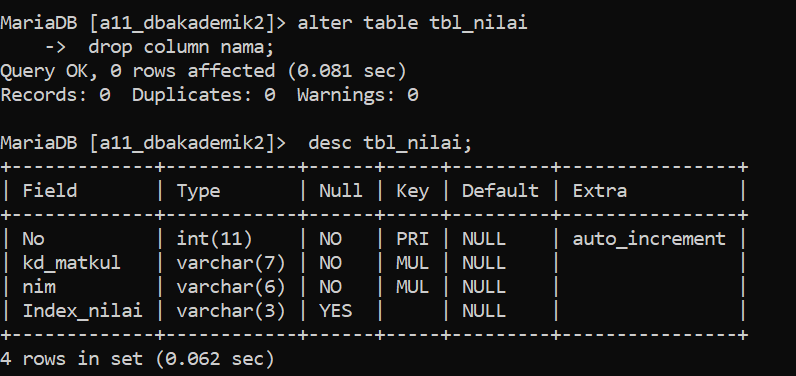 MariaDB [a11_dbakademik2]> alter table tbl_nilai
    ->  drop column nama;
Query OK, 0 rows affected (0.081 sec)
Records: 0  Duplicates: 0  Warnings: 0
MariaDB [a11_dbakademik2]>  desc tbl_nilai;
+-------------+------------+------+-----+---------+----------------+
| Field       | Type       | Null | Key | Default | Extra          |
+-------------+------------+------+-----+---------+----------------+
| No          | int(11)    | NO   | PRI | NULL    | auto_increment |
| kd_matkul   | varchar(7) | NO   | MUL | NULL    |                |
| nim         | varchar(6) | NO   | MUL | NULL    |                |
| Index_nilai | varchar(3) | YES  |     | NULL    |                |
+-------------+------------+------+-----+---------+----------------+
4 rows in set (0.062 sec)